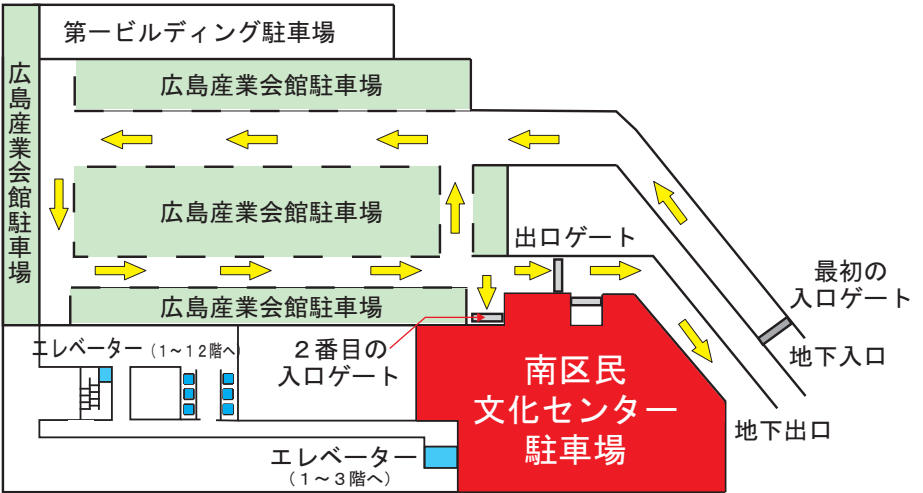 第一ビルディング駐車場
広島産業会館駐車場
広島産業会館駐車場
広島産業会館駐車場
出口ゲート
最初の
入口ゲート
広島産業会館駐車場
エレベーター（1～12階へ）
2番目の
入口ゲート
地下入口
南区民
文化センター
駐車場
地下出口
エレベーター
（1～3階へ）